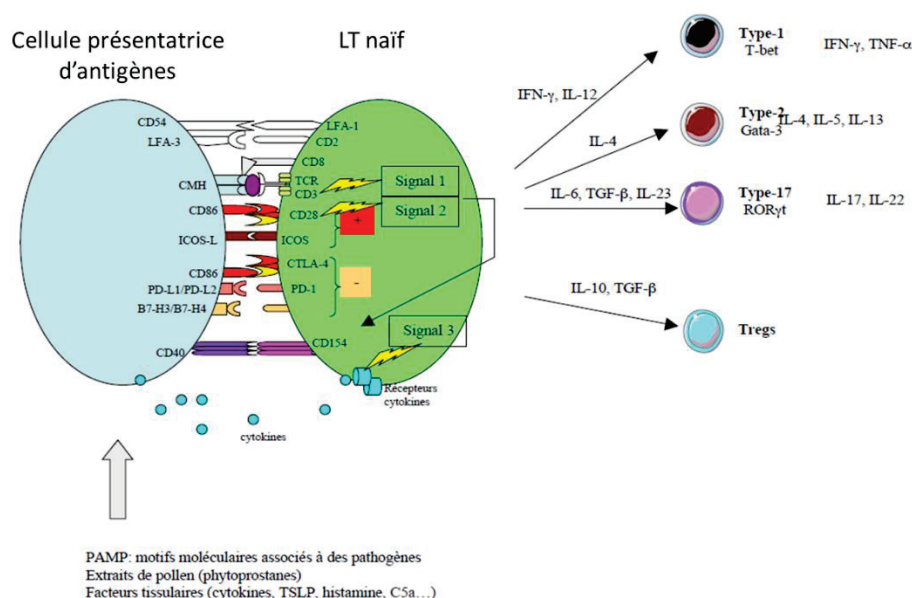 Cellule présentatrice
d'antigènes
LT naïf
CD54
LFA-1
LFA-3
CD2
CD8
CMH
TCR
CD3
Signal 1
CD86
CD28
Signal 2
+
ICOS-L
ICOS
CTLA-4
CD86
PD-L1/PD-L2
PD-1
-
B7-H3/B7-H4
Signal 3
CD40
CD154
Récepteurs
cytokines
cytokines
IFN-γ, IL-12
Type-1
T-bet
IFN-γ, TNF-α
IL-4
Type-2
Gata-3
IL-4, IL-5, IL-13
IL-6, TGF-β, IL-23
Type-17
RORγt
IL-17, IL-22
IL-10, TGF-β
Tregs
PAMP: motifs moléculaires associés à des pathogènes
Extraits de pollen (phytoprostanes)
Facteurs tissulaires (cytokines, TSLP, histamine, C5a…)